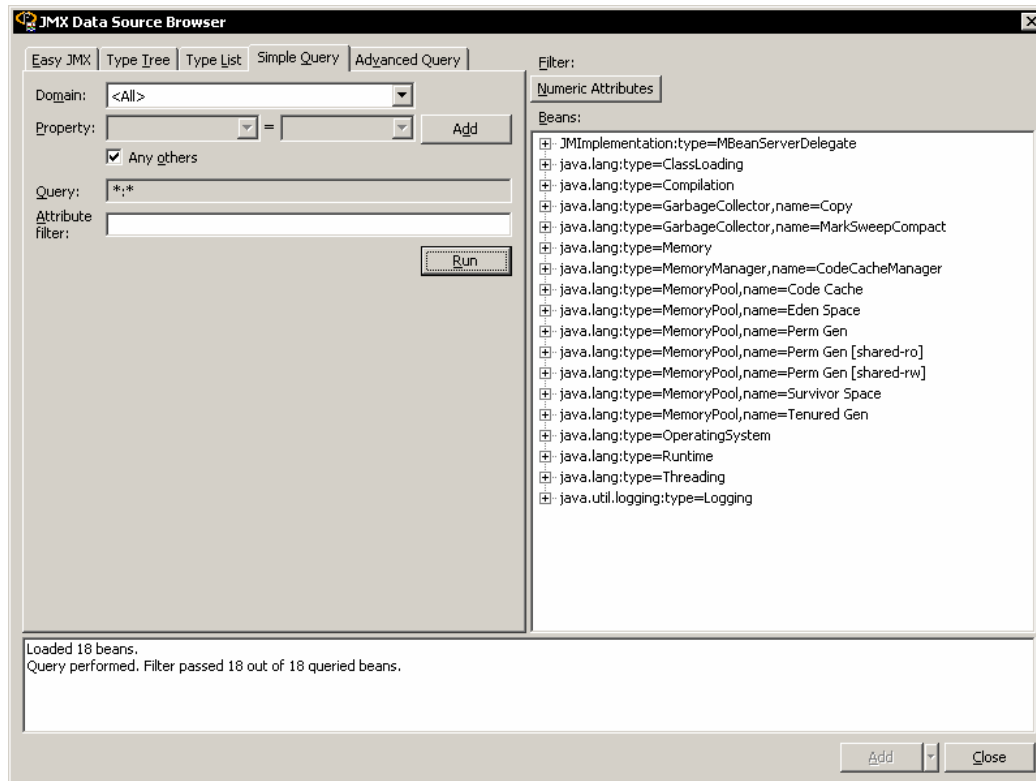 JMX Data Source Browser
Easy JMX Type Tree Type List Simple Query Advanced Query
Domain: <All>
Property: = Add
Any others
Query: *:*
Attribute filter:
Run
Filter:
Numeric Attributes
Beans:
JMImplementation:type=MBeanServerDelegate
java.lang:type=ClassLoading
java.lang:type=Compilation
java.lang:type=GarbageCollector,name=Copy
java.lang:type=GarbageCollector,name=MarkSweepCompact
java.lang:type=Memory
java.lang:type=MemoryManager,name=CodeCacheManager
java.lang:type=MemoryPool,name=Code Cache
java.lang:type=MemoryPool,name=Eden Space
java.lang:type=MemoryPool,name=Perm Gen
java.lang:type=MemoryPool,name=Perm Gen [shared-ro]
java.lang:type=MemoryPool,name=Perm Gen [shared-rw]
java.lang:type=MemoryPool,name=Survivor Space
java.lang:type=MemoryPool,name=Tenured Gen
java.lang:type=OperatingSystem
java.lang:type=Runtime
java.lang:type=Threading
java.util.logging:type=Logging
Loaded 18 beans.
Query performed. Filter passed 18 out of 18 queried beans.
Add Close